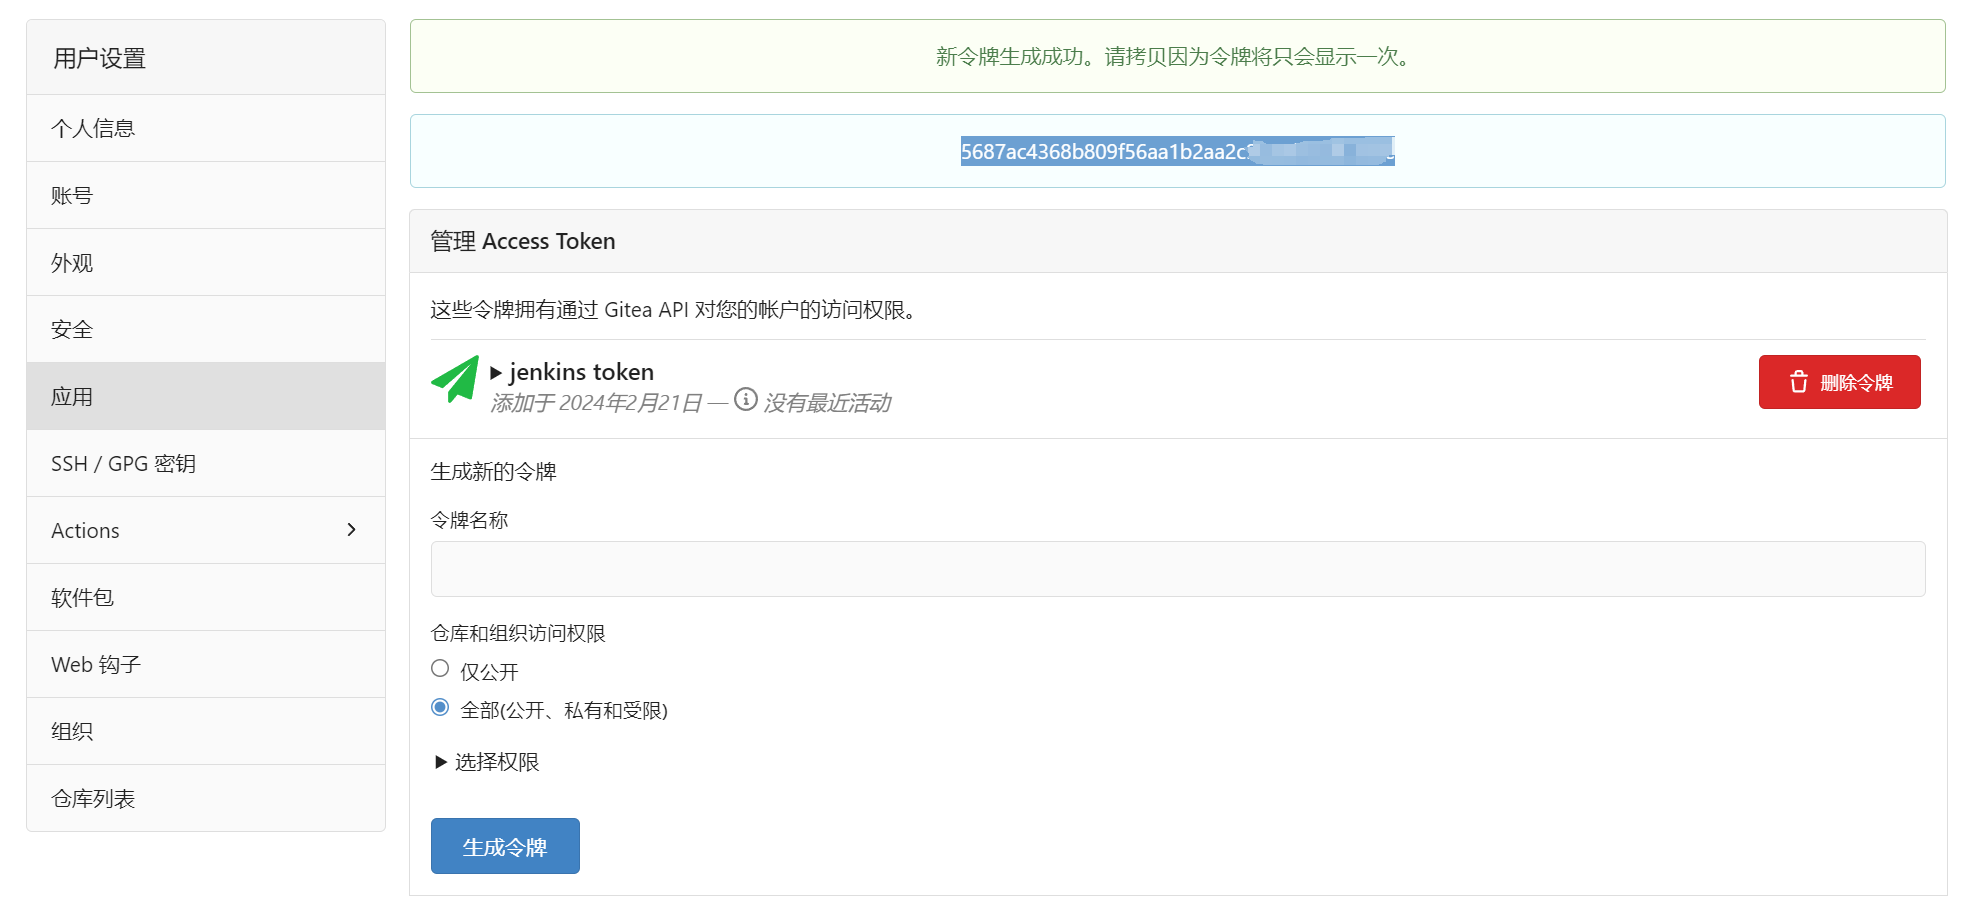 用户设置
个人信息
账号
外观
安全
应用
SSH / GPG 密钥
Actions
软件包
Web 钩子
组织
仓库列表
新令牌生成成功。请拷贝因为令牌将只会显示一次。
5687ac4368b809f56aa1b2aa2c
管理 Access Token
这些令牌拥有通过 Gitea API 对您的帐户的访问权限。
jenkins token
添加于 2024年2月21日 — 没有最近活动
删除令牌
生成新的令牌
令牌名称
仓库和组织访问权限
仅公开
全部(公开、私有和受限)
选择权限
生成令牌